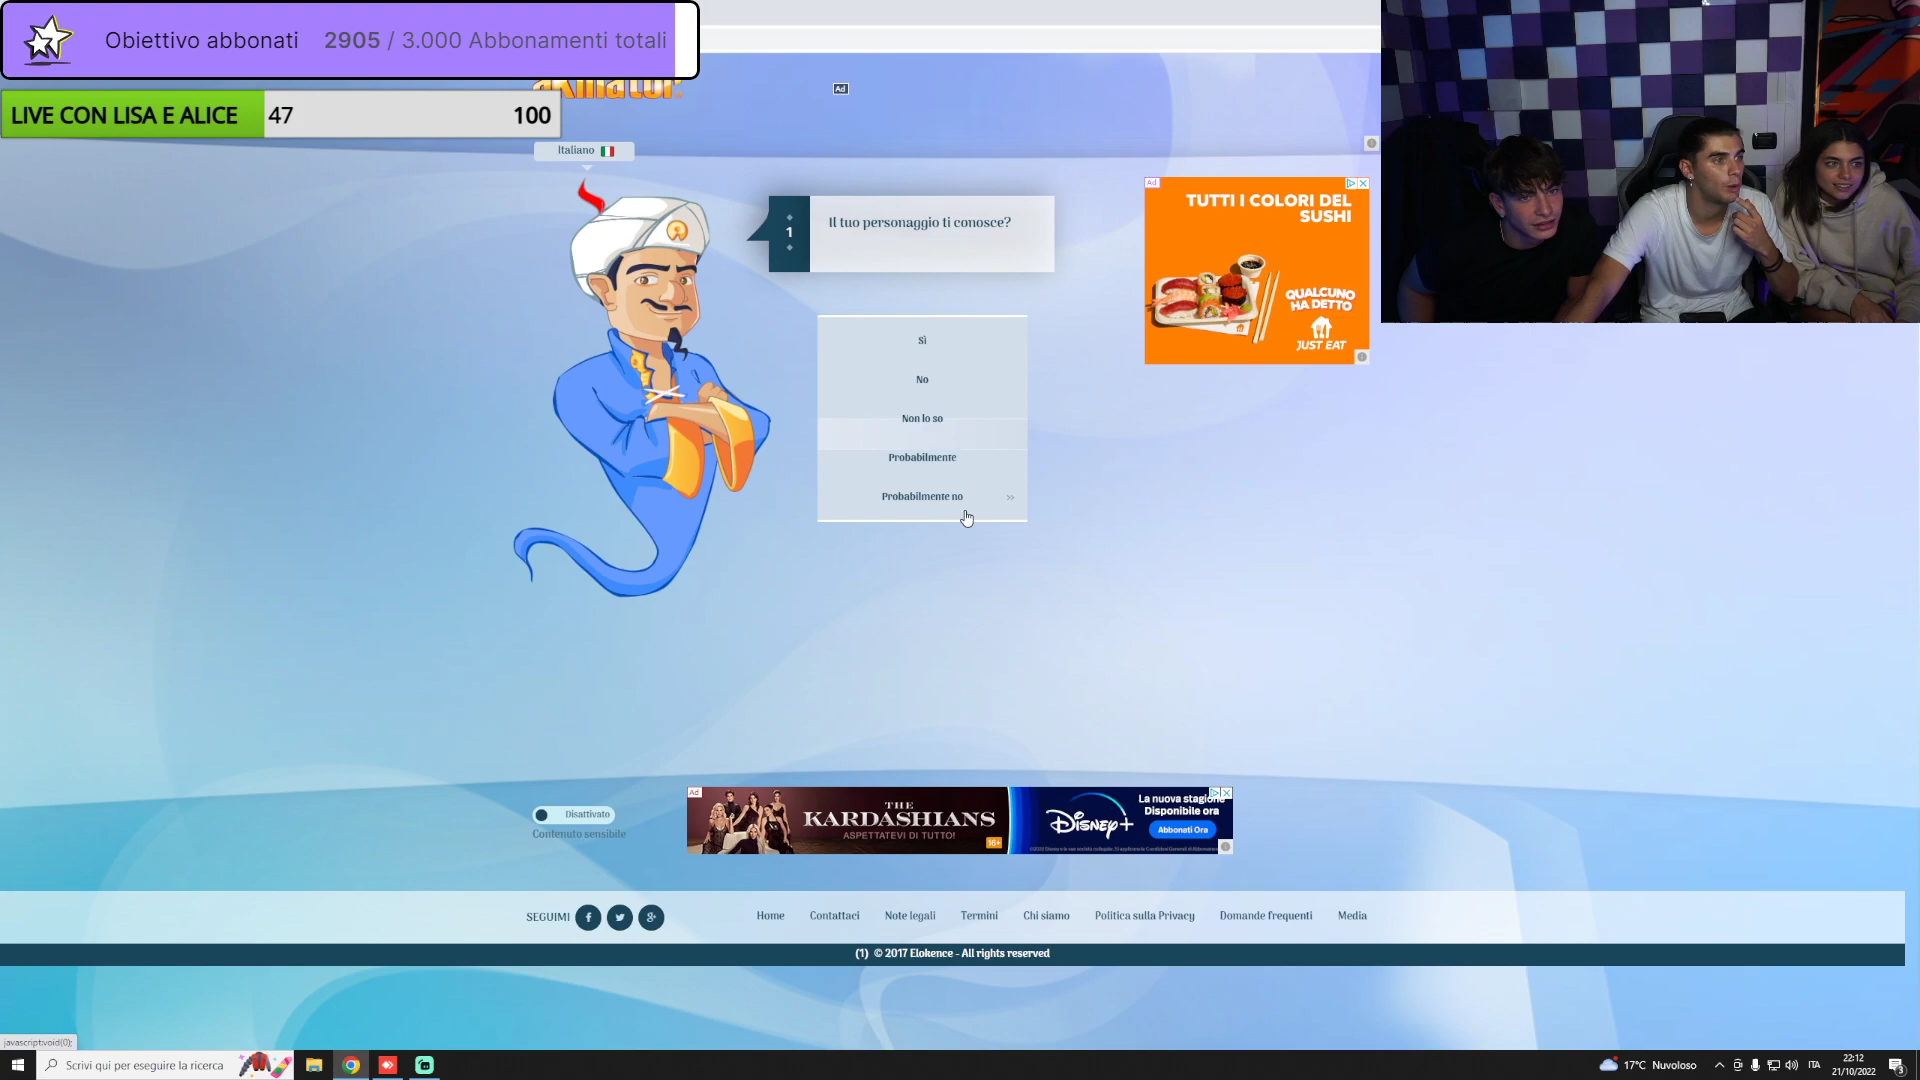 Obiettivo abbonati 2905 / 3.000 Abbonamenti totali
LIVE CON LISA E ALICE 47 100
akinator
Ad
Italiano
1
Il tuo personaggio ti conosce?
Sì
No
Non lo so
Probabilmente
Probabilmente no
Ad
TUTTI I COLORI DEL
SUSHI
QUALCUNO
HA DETTO
JUST EAT
Disattivato
Contenuto sensibile
Ad
THE
KARDASHIANS
ASPETTATEVI DI TUTTO!
16+
Disney+
La nuova stagione
Disponibile ora
Abbonati Ora
SEGUIMI
Home Contattaci Note legali Termini Chi siamo Politica sulla Privacy Domande frequenti Media
(1) © 2017 Elokence - All rights reserved
javascript:void(0);
Scrivi qui per eseguire la ricerca
17°C Nuvoloso
ITA
22:12
21/10/2022
3